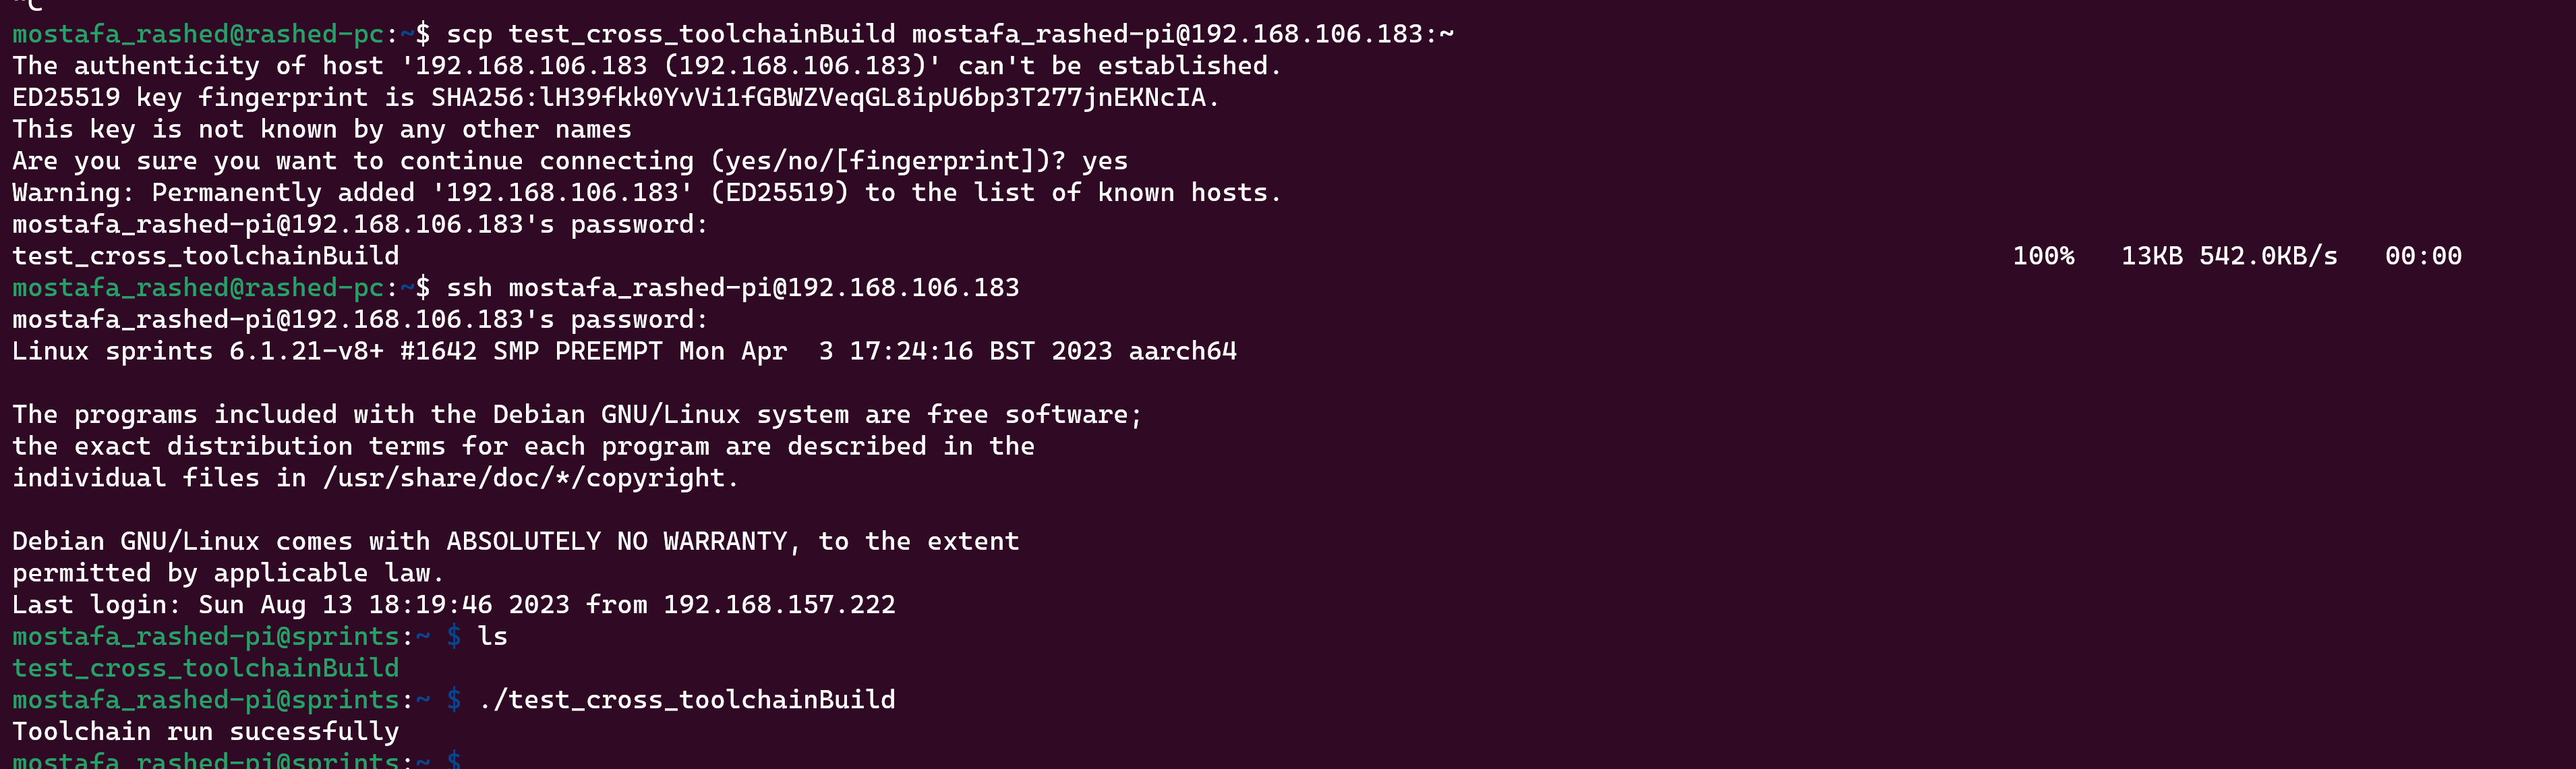 ^C
mostafa_rashed@rashed-pc:~$ scp test_cross_toolchainBuild mostafa_rashed-pi@192.168.106.183:~
The authenticity of host '192.168.106.183 (192.168.106.183)' can't be established.
ED25519 key fingerprint is SHA256:lH39fkk0YvVi1fGBWZVeqGL8ipU6bp3T277jnEKNcIA.
This key is not known by any other names
Are you sure you want to continue connecting (yes/no/[fingerprint])? yes
Warning: Permanently added '192.168.106.183' (ED25519) to the list of known hosts.
mostafa_rashed-pi@192.168.106.183's password:
test_cross_toolchainBuild 100% 13KB 542.0KB/s 00:00
mostafa_rashed@rashed-pc:~$ ssh mostafa_rashed-pi@192.168.106.183
mostafa_rashed-pi@192.168.106.183's password:
Linux sprints 6.1.21-v8+ #1642 SMP PREEMPT Mon Apr  3 17:24:16 BST 2023 aarch64
The programs included with the Debian GNU/Linux system are free software;
the exact distribution terms for each program are described in the
individual files in /usr/share/doc/*/copyright.
Debian GNU/Linux comes with ABSOLUTELY NO WARRANTY, to the extent
permitted by applicable law.
Last login: Sun Aug 13 18:19:46 2023 from 192.168.157.222
mostafa_rashed-pi@sprints:~ $ ls
test_cross_toolchainBuild
mostafa_rashed-pi@sprints:~ $ ./test_cross_toolchainBuild
Toolchain run sucessfully
mostafa_rashed-pi@sprints:~ $